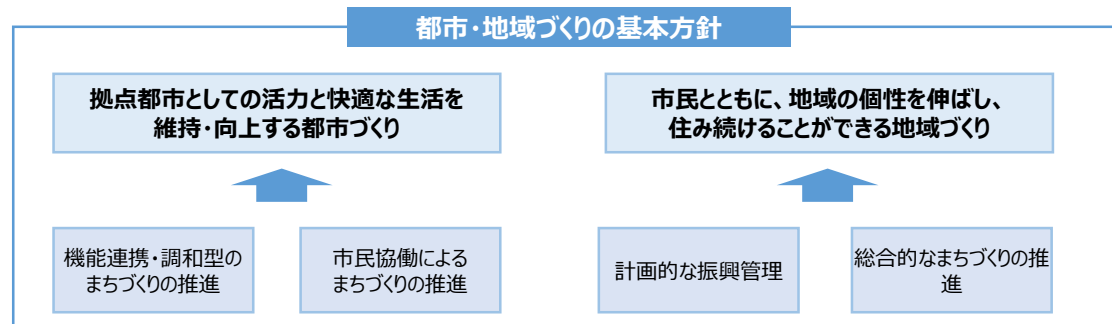 都市・地域づくりの基本方針
拠点都市としての活力と快適な生活を
維持・向上する都市づくり
市民とともに、地域の個性を伸ばし、
住み続けることができる地域づくり
機能連携・調和型の
まちづくりの推進
市民協働による
まちづくりの推進
計画的な振興管理
総合的なまちづくりの推
進